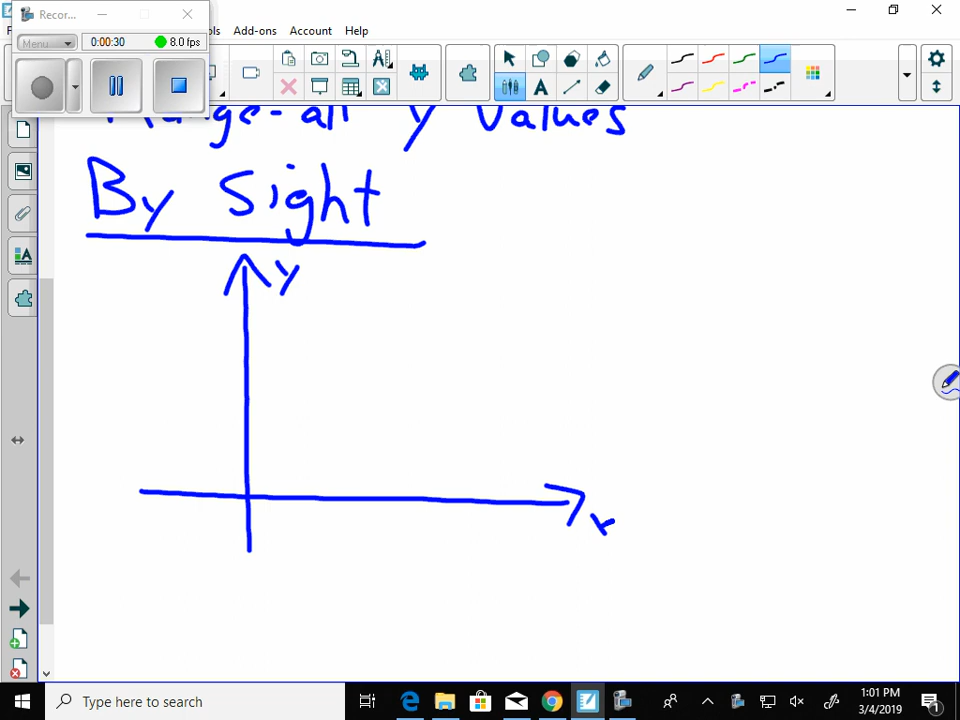 Recor...
Menu
0:00:30
8.0 fps
ols Add-ons Account Help
Range-all y values
By Sight
y
x
Type here to search
1:01 PM
3/4/2019
1